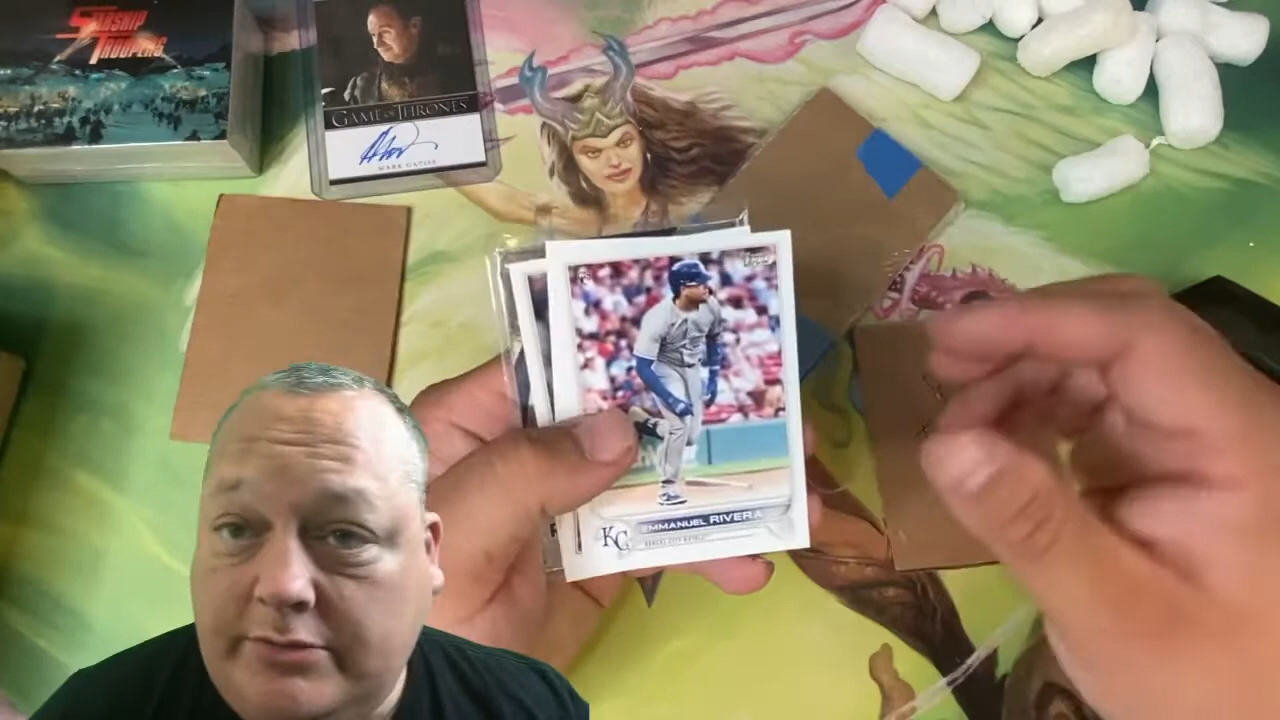 STARSHIP
TROOPERS
GAME OF THRONES
MARK GATISS
Topps
EMMANUEL RIVERA
KC
KANSAS CITY ROYALS